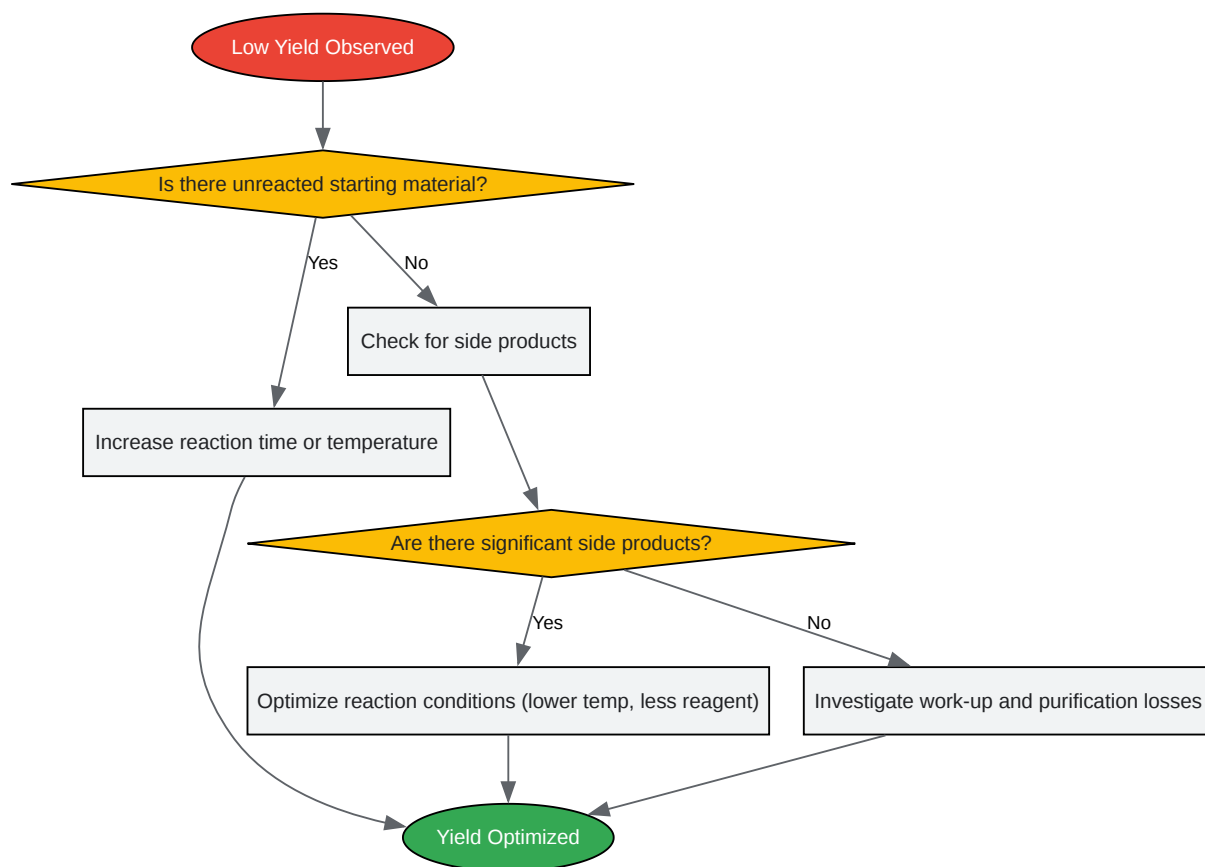 Low Yield Observed
Is there unreacted starting material?
Yes
No
Check for side products
Increase reaction time or temperature
Are there significant side products?
Yes
No
Optimize reaction conditions (lower temp, less reagent)
Investigate work-up and purification losses
Yield Optimized